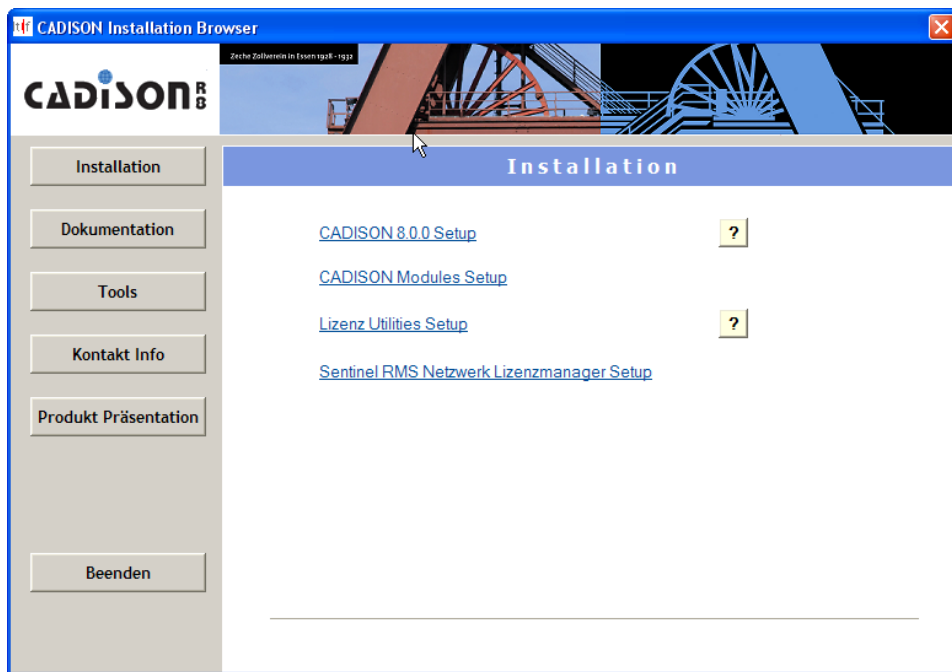 CADISON Installation Browser
CADISON R8
Zeche Zollverein in Essen 1928 - 1932
Installation
Installation
Dokumentation
CADISON 8.0.0 Setup
?
CADISON Modules Setup
Tools
Lizenz Utilities Setup
?
Kontakt Info
Sentinel RMS Netzwerk Lizenzmanager Setup
Produkt Präsentation
Beenden